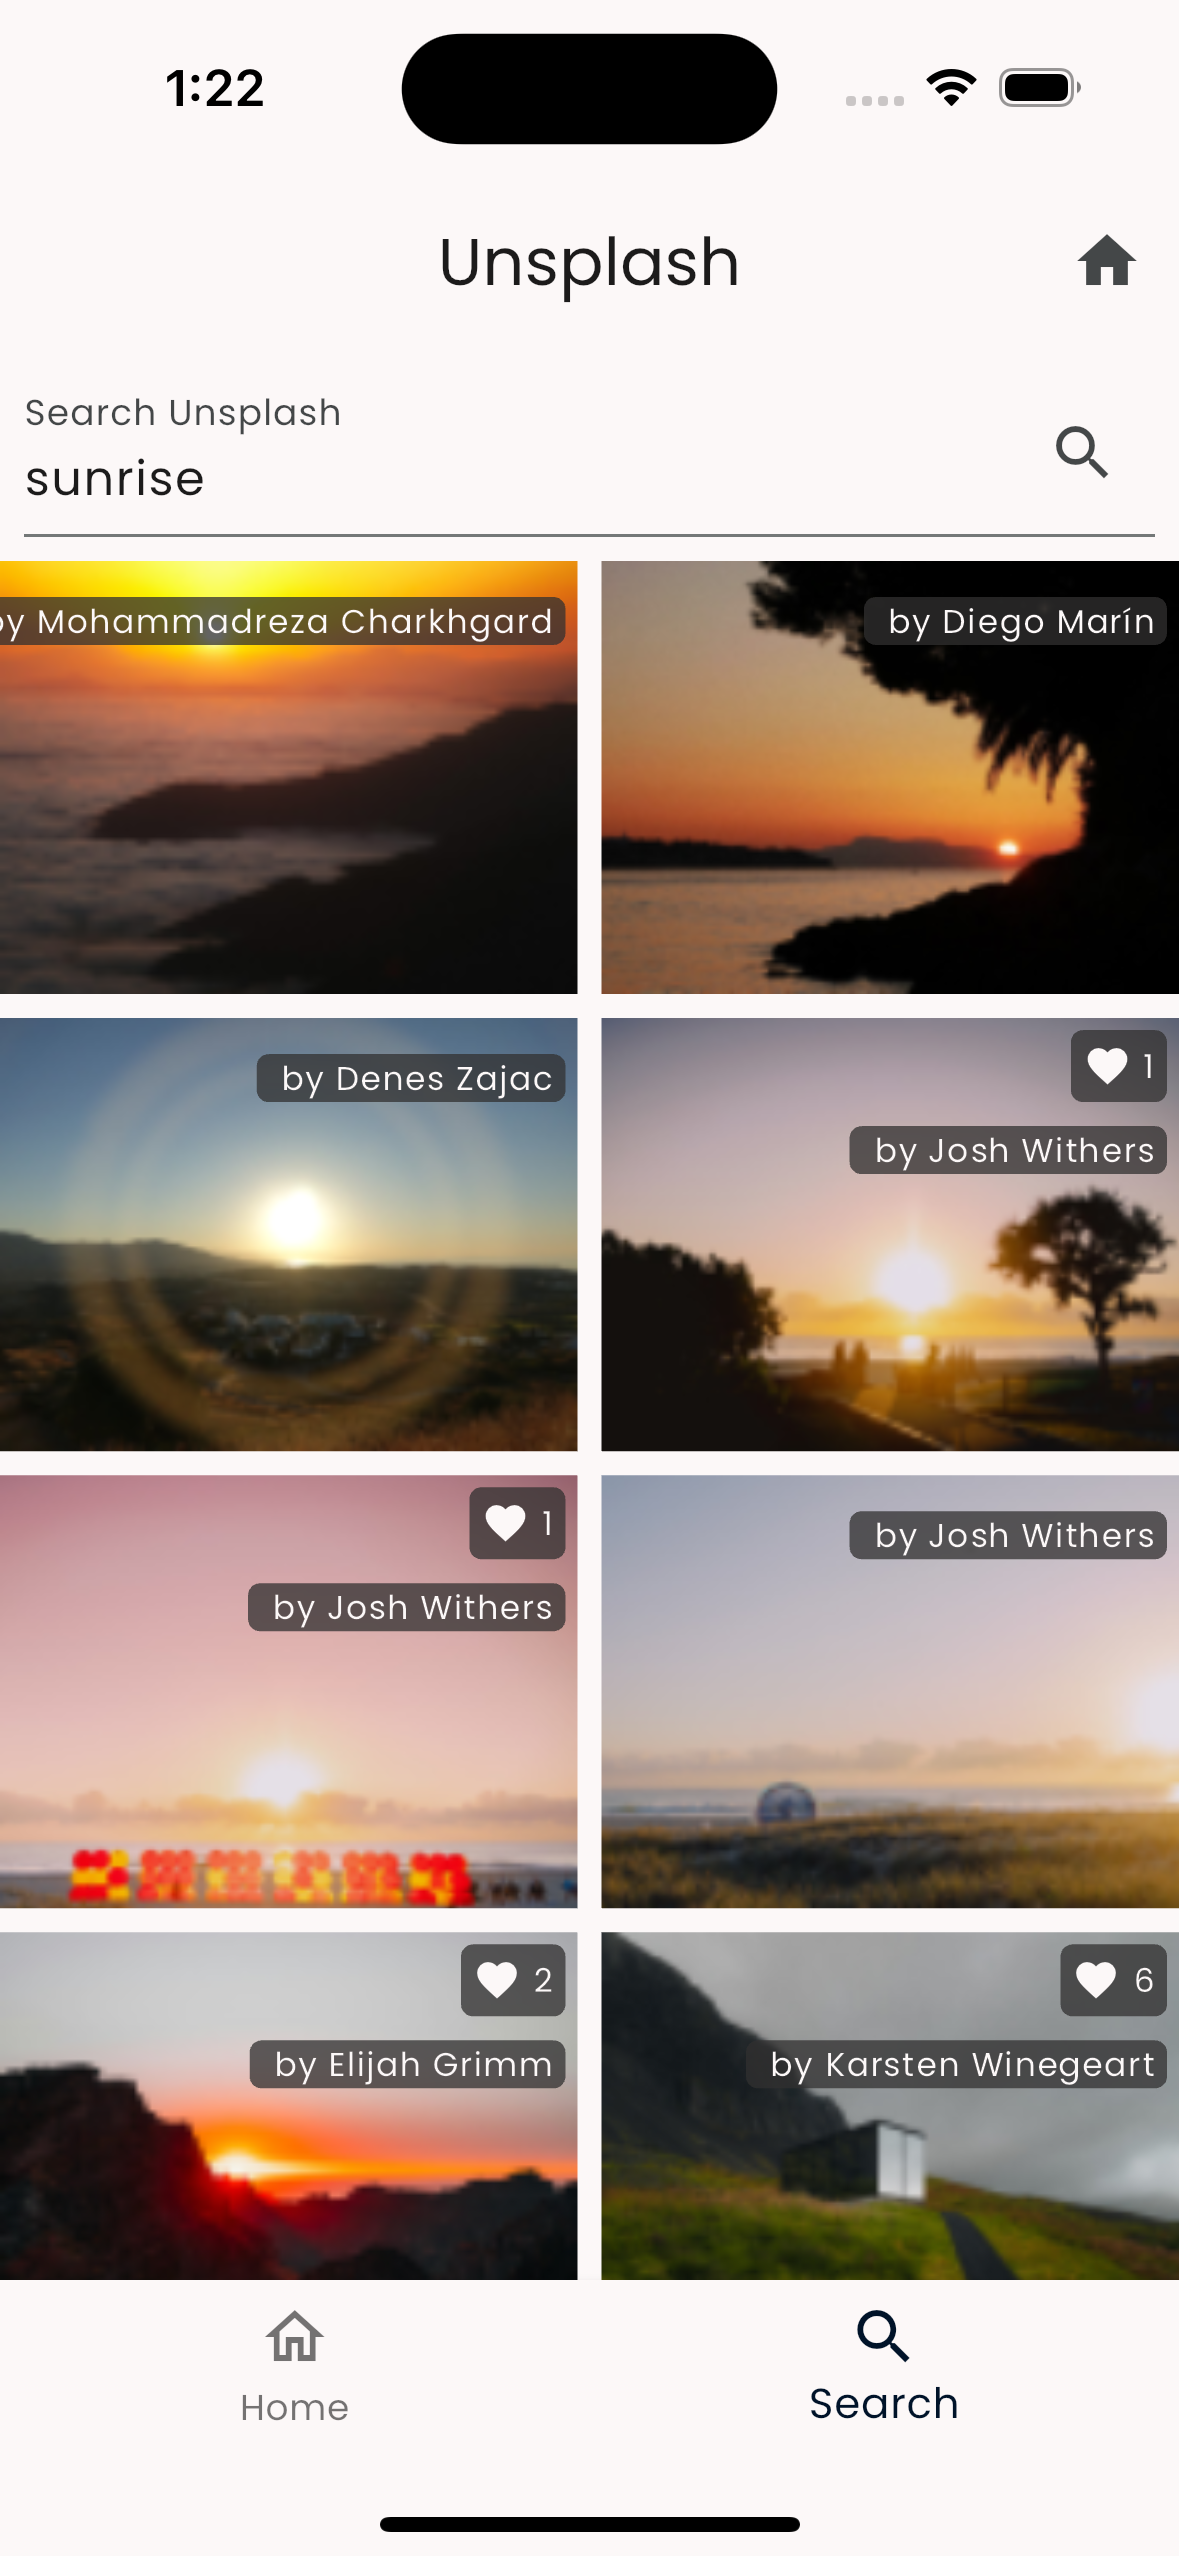 1:22
Unsplash
Search Unsplash
sunrise
by Mohammadreza Charkhgard
by Diego Marín
by Denes Zajac
1
by Josh Withers
1
by Josh Withers
by Josh Withers
2
by Elijah Grimm
6
by Karsten Winegeart
Home
Search